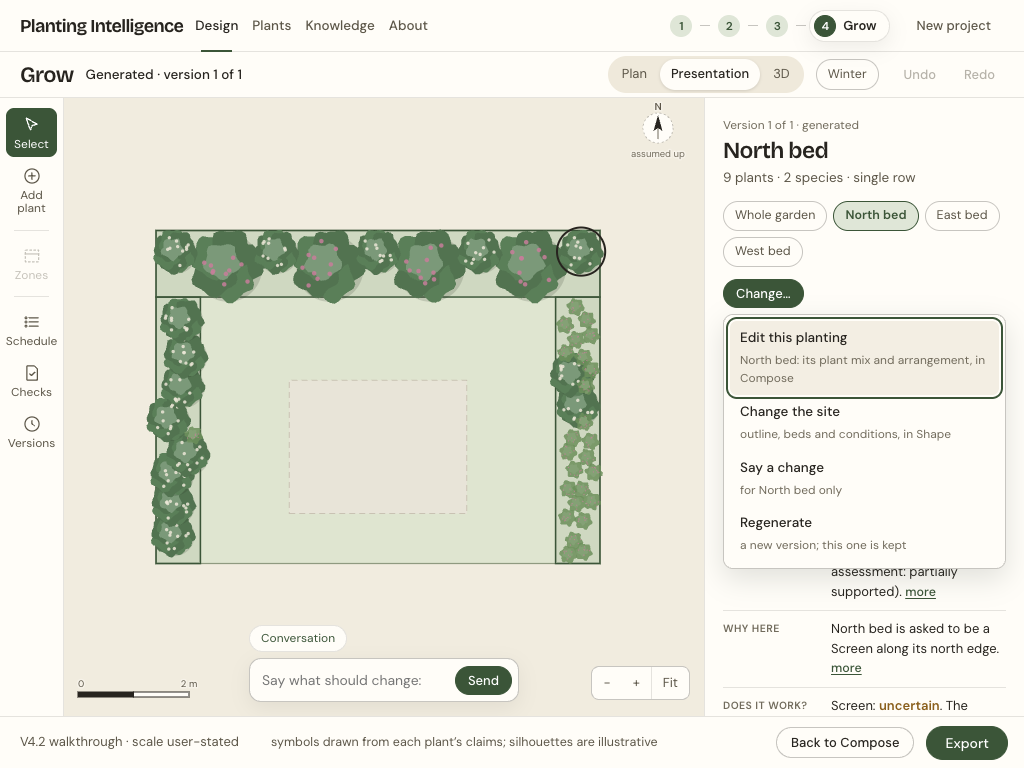 Planting Intelligence Design Plants Knowledge About 1 2 3 4 Grow New project
Grow Generated · version 1 of 1 Plan Presentation 3D Winter Undo Redo
Select
Add
plant
Zones
Schedule
Checks
Versions
N
assumed up
Version 1 of 1 · generated
North bed
9 plants · 2 species · single row
Whole garden North bed East bed
West bed
Change...
Edit this planting
North bed: its plant mix and arrangement, in
Compose
Change the site
outline, beds and conditions, in Shape
Say a change
for North bed only
Regenerate
a new version; this one is kept
assessment: partially
supported). more
WHY HERE North bed is asked to be a
Screen along its north edge.
more
DOES IT WORK? Screen: uncertain. The
Conversation
Say what should change: Send
0 2 m
− + Fit
V4.2 walkthrough · scale user-stated symbols drawn from each plant's claims; silhouettes are illustrative Back to Compose Export